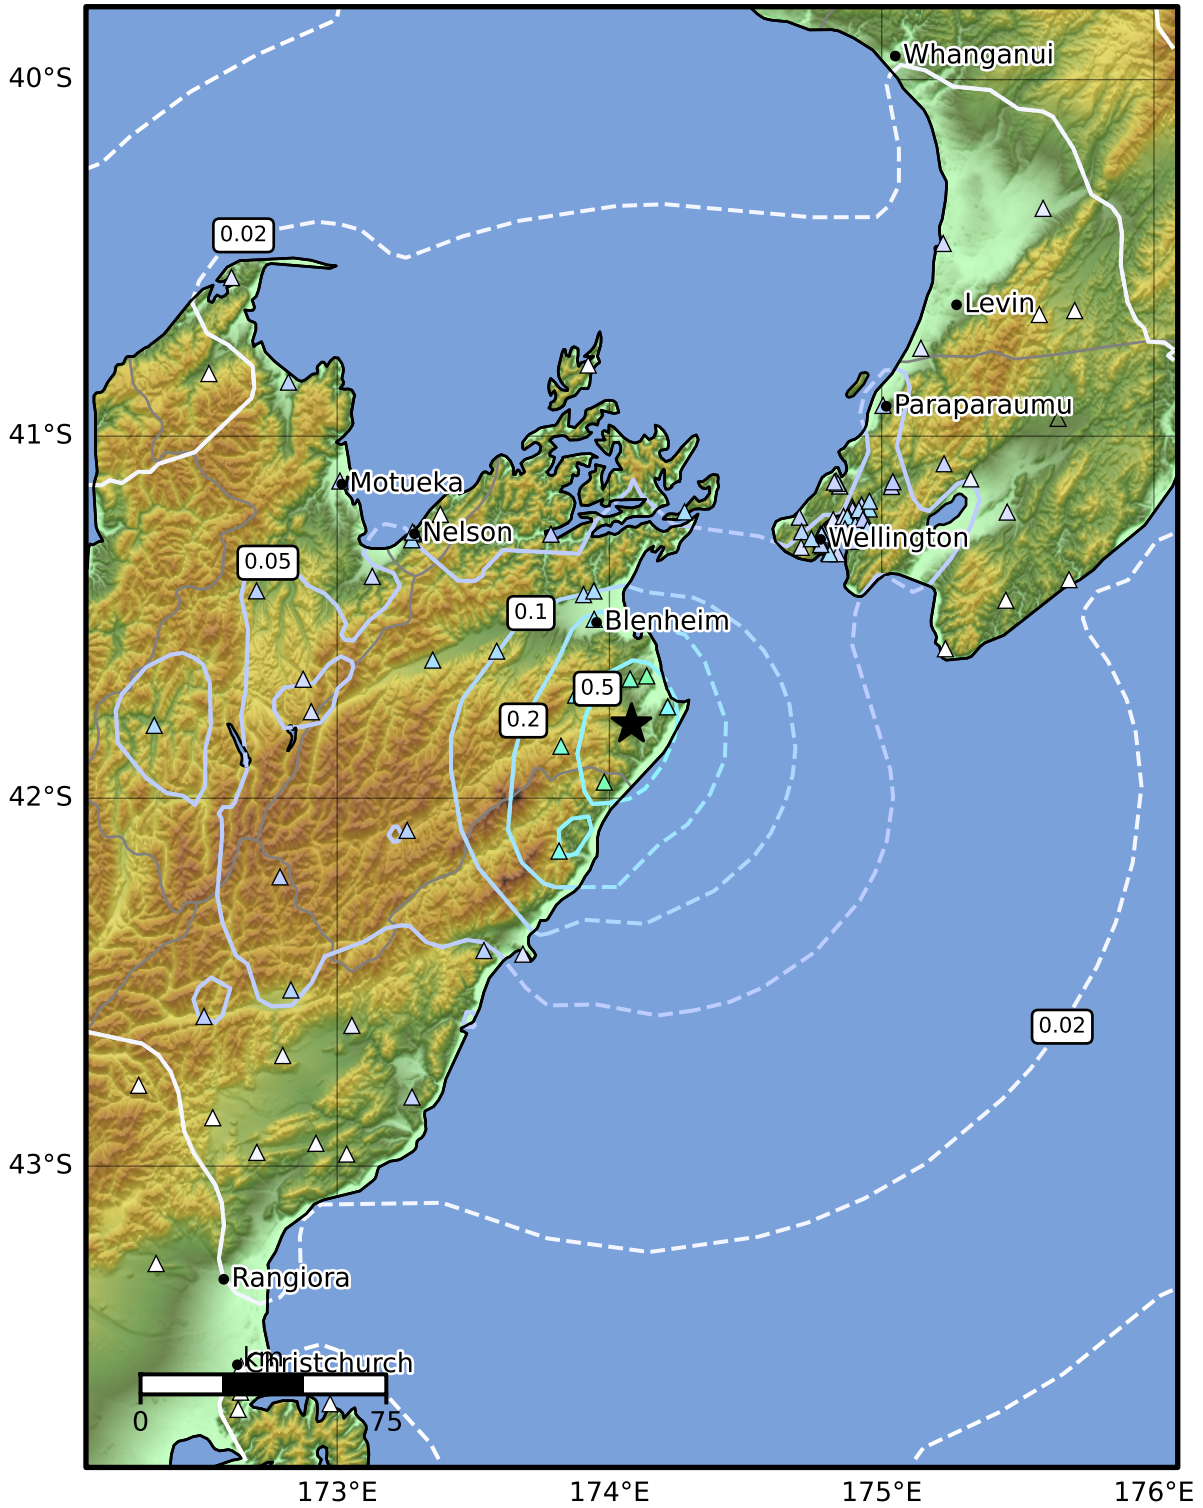 Whanganui
40°S
0.02
Levin
Paraparaumu
41°S
Motueka
Nelson
Wellington
0.05
0.1
Blenheim
0.5
0.2
42°S
0.02
43°S
Rangiora
km
Christchurch
0 75
173°E 174°E 175°E 176°E